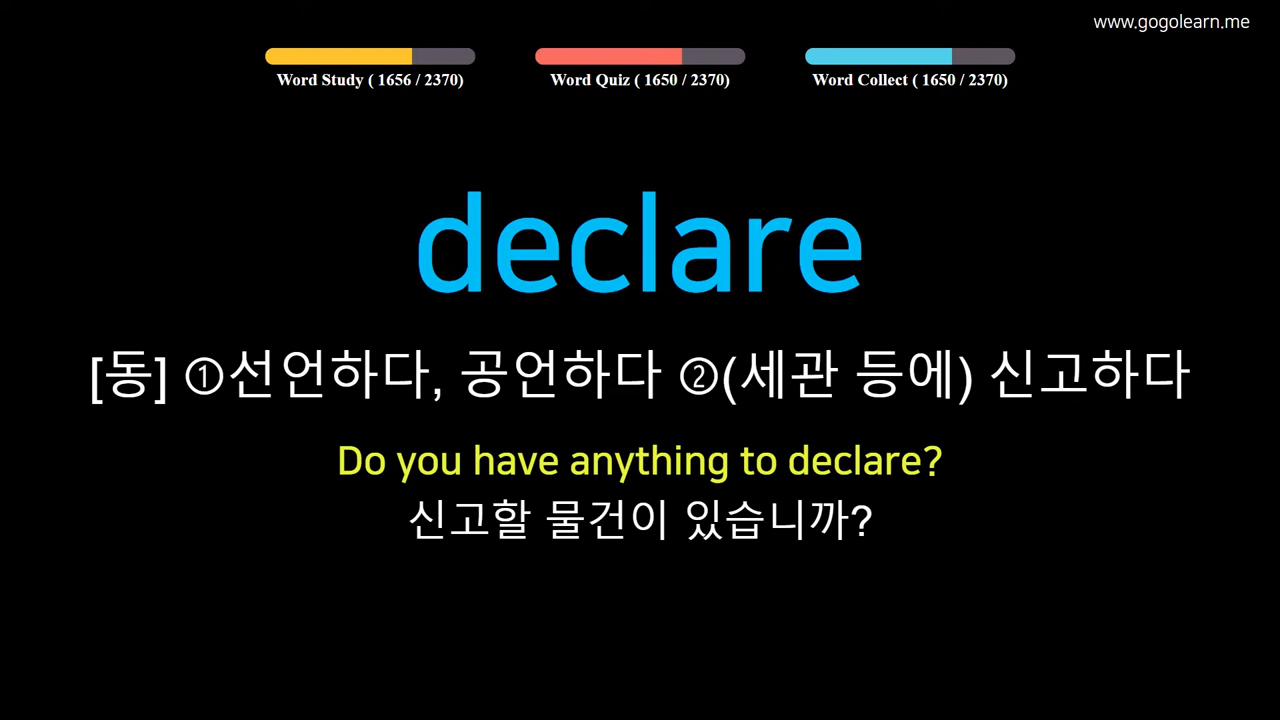 www.gogolearn.me
Word Study ( 1656 / 2370)
Word Quiz ( 1650 / 2370)
Word Collect ( 1650 / 2370)
declare
[동] ①선언하다, 공언하다 ②(세관 등에) 신고하다
Do you have anything to declare?
신고할 물건이 있습니까?